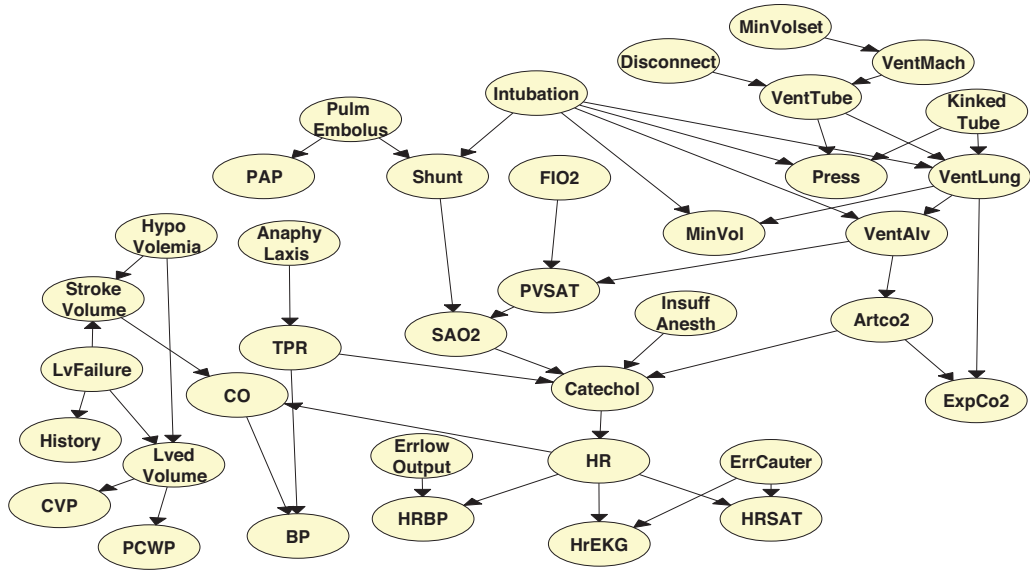 MinVolset
Disconnect
VentMach
Intubation
VentTube
Kinked
Tube
Pulm
Embolus
PAP
Shunt
FIO2
Press
VentLung
Hypo
Volemia
Anaphy
Laxis
MinVol
VentAlv
Stroke
Volume
PVSAT
Insuff
Anesth
Artco2
SAO2
TPR
LvFailure
CO
Catechol
ExpCo2
History
Lved
Volume
Errlow
Output
HR
ErrCauter
CVP
HRBP
HRSAT
PCWP
BP
HrEKG